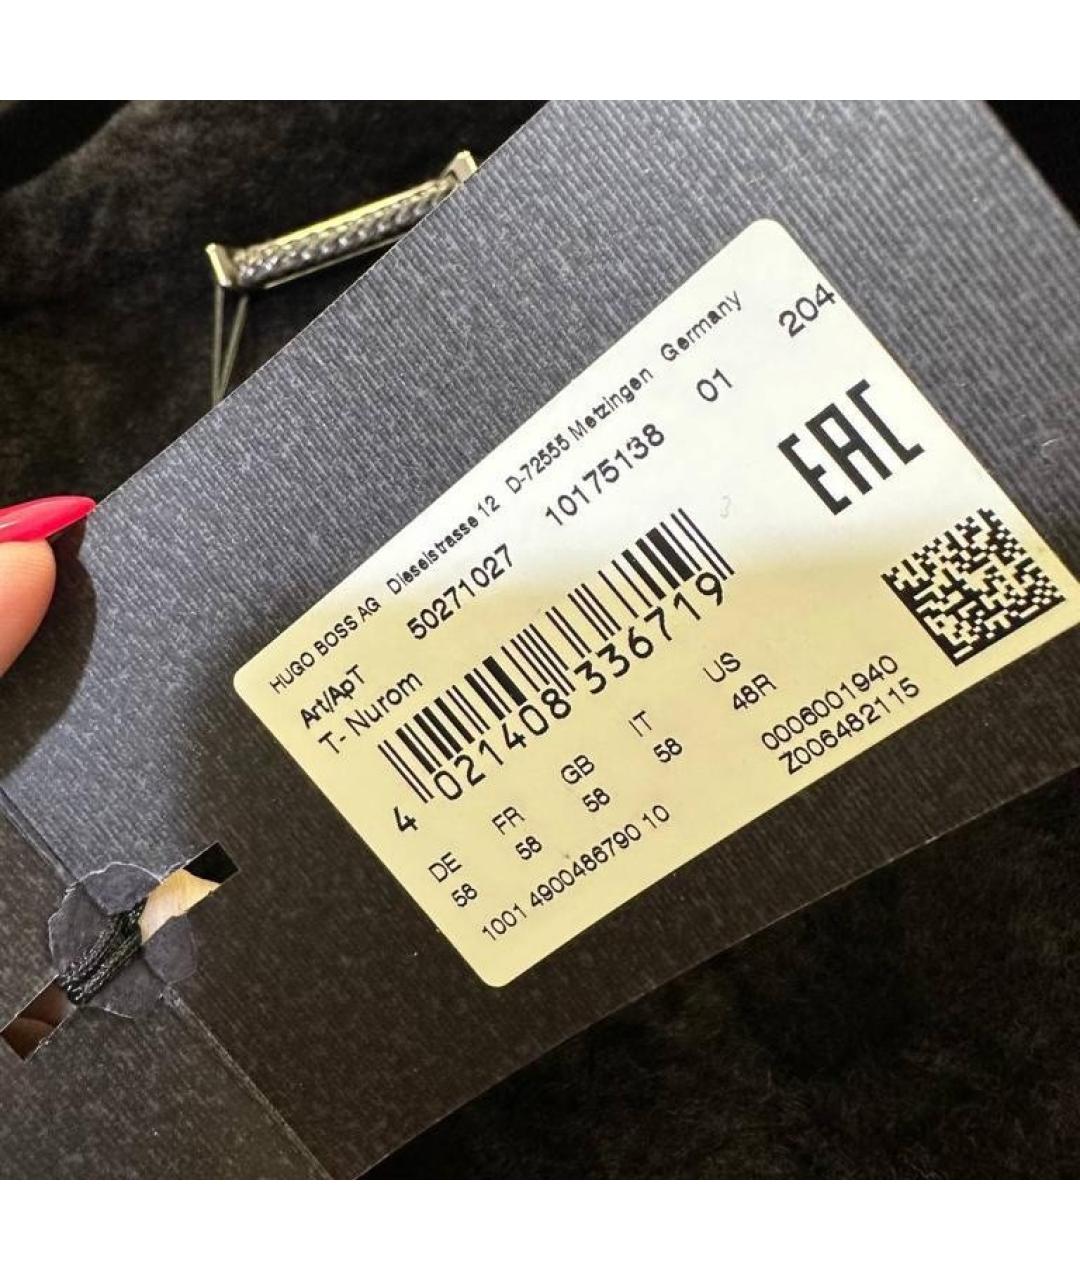 HUGO BOSS AG Dieselstrasse 12 D-72555 Metzingen Germany
Art/ApT 50271027 10175138 01 204
T- Nurom
EAC
4 021408 336719
DE FR GB IT US
58 58 58 58 48R
1001 4900486790 10
0006001940
Z006482115